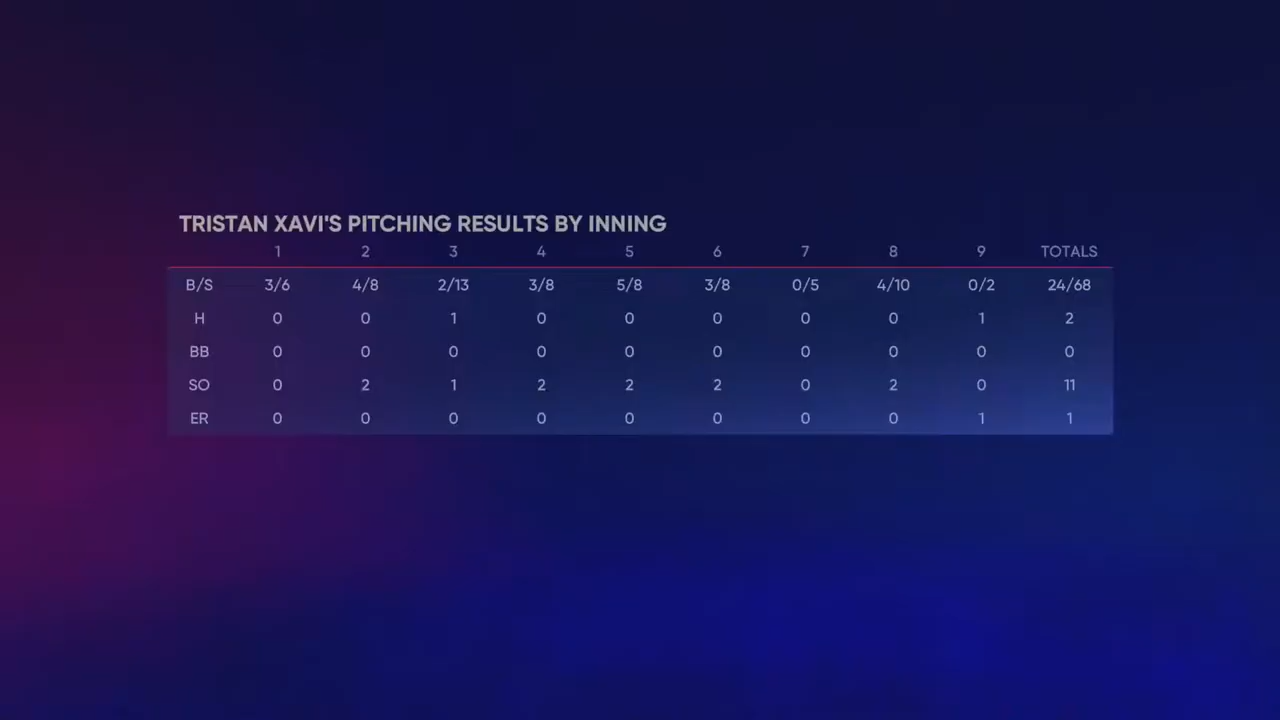 TRISTAN XAVI'S PITCHING RESULTS BY INNING
1 2 3 4 5 6 7 8 9 TOTALS
B/S 3/6 4/8 2/13 3/8 5/8 3/8 0/5 4/10 0/2 24/68
H 0 0 1 0 0 0 0 0 1 2
BB 0 0 0 0 0 0 0 0 0 0
SO 0 2 1 2 2 2 0 2 0 11
ER 0 0 0 0 0 0 0 0 1 1